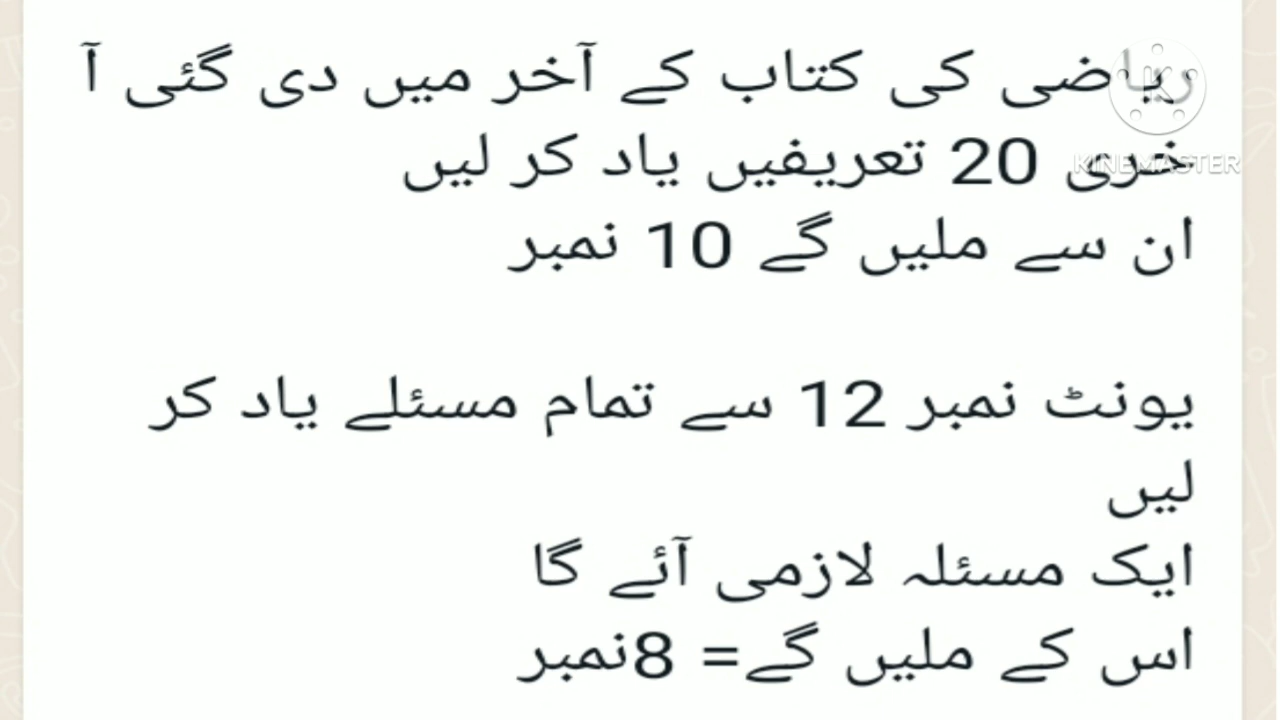 ریاضی کی کتاب کے آخر میں دی گئی آ
خری 20 تعریفیں یاد کر لیں
ان سے ملیں گے 10 نمبر
یونٹ نمبر 12 سے تمام مسئلے یاد کر
لیں
ایک مسئلہ لازمی آئے گا
اس کے ملیں گے= 8نمبر
KINEMASTER